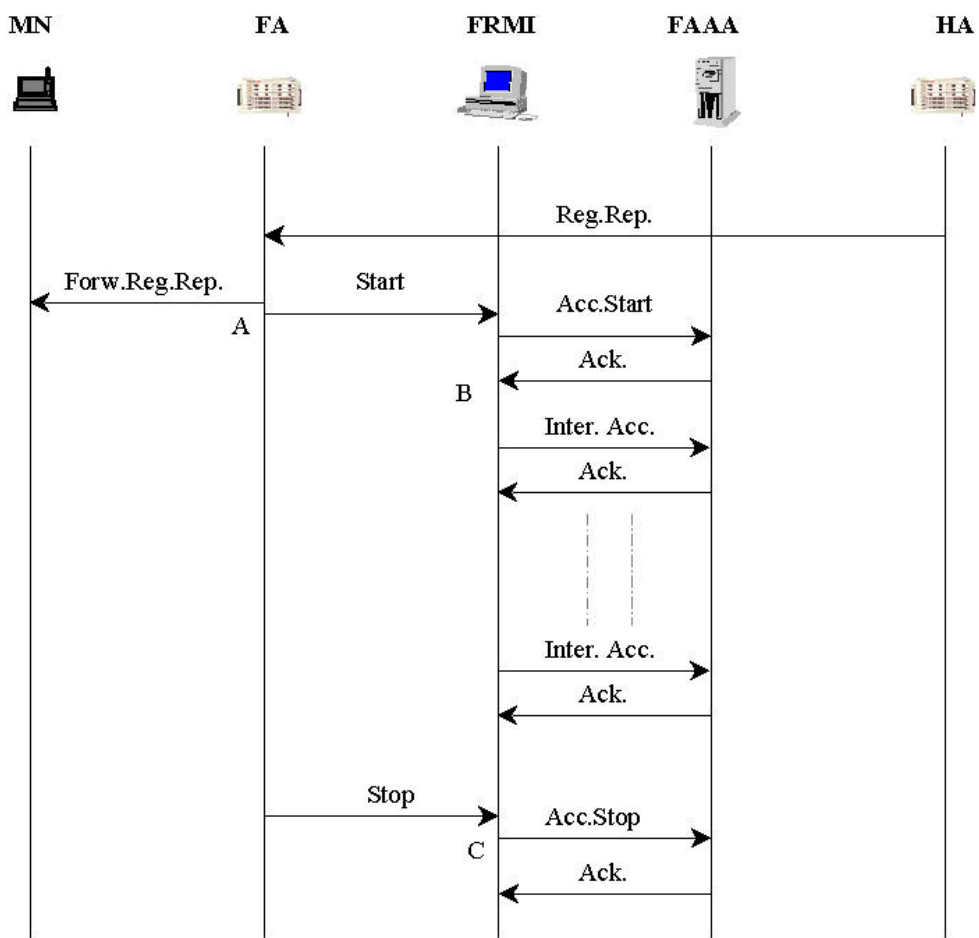 MN FA FRMI FAAA HA
Reg.Rep.
Forw.Reg.Rep. Start
Acc.Start
A
Ack.
B
Inter. Acc.
Ack.
Inter. Acc.
Ack.
Stop
Acc.Stop
C
Ack.